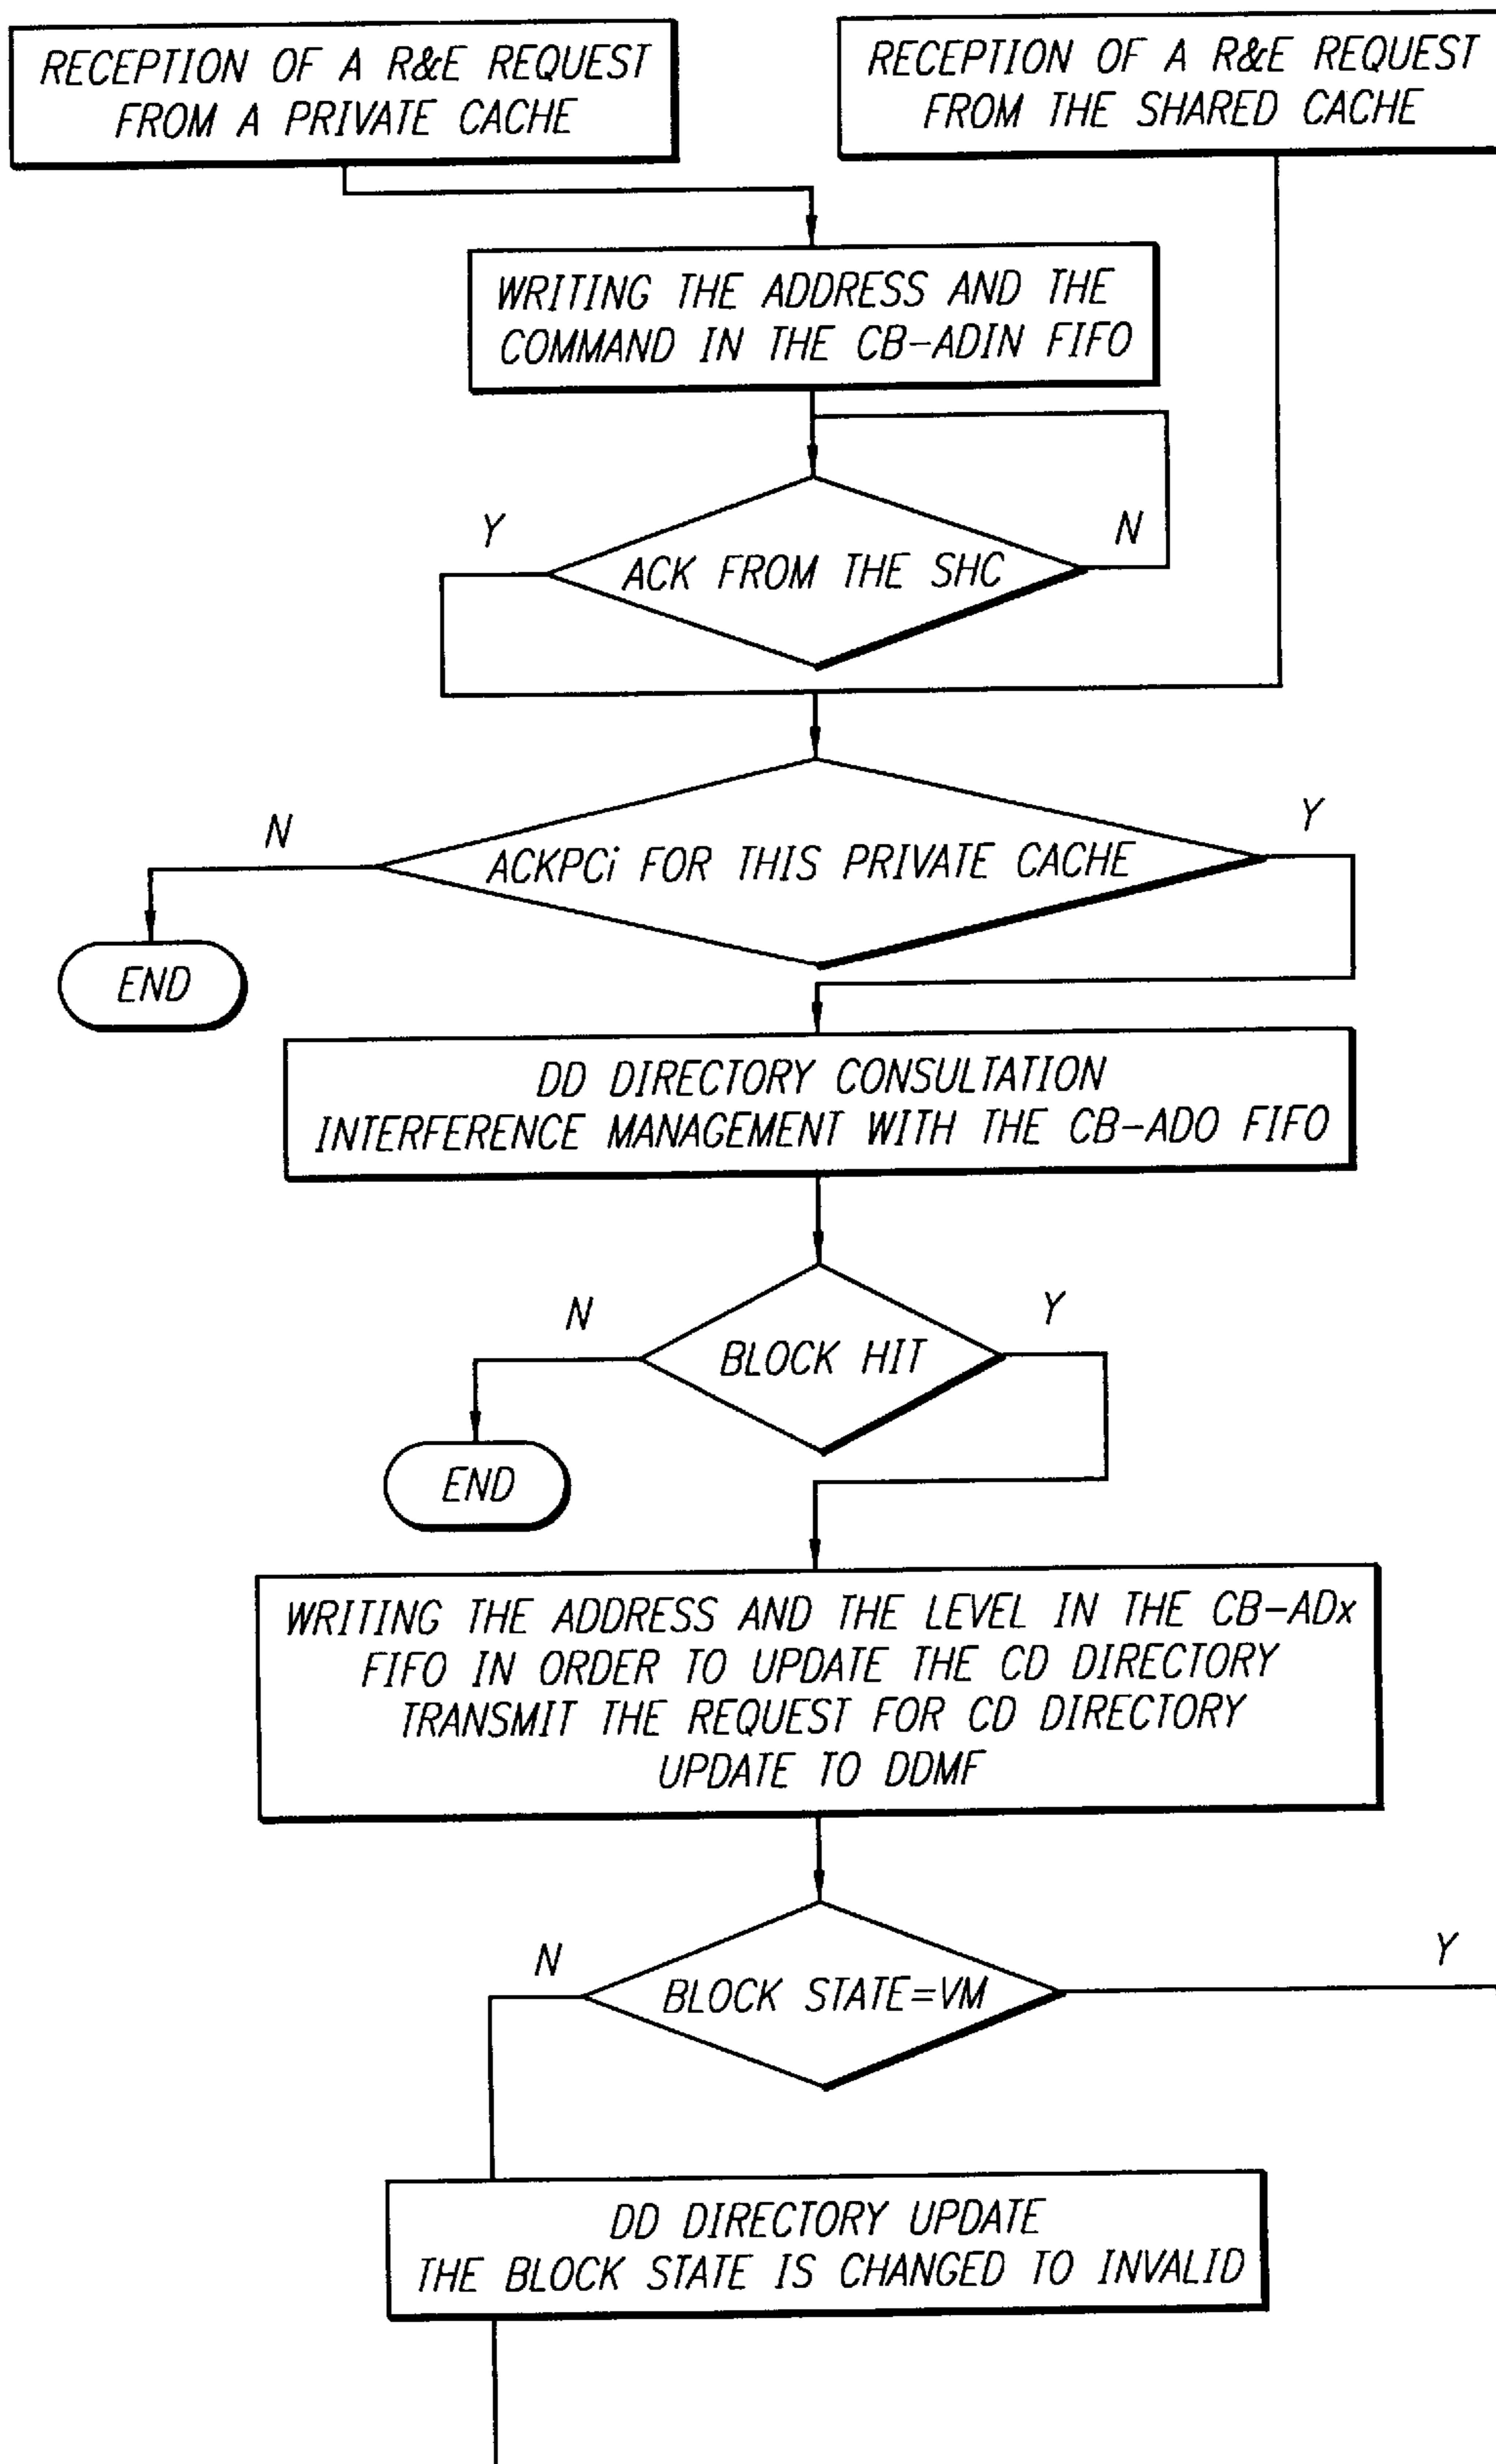 RECEPTION OF A R&E REQUEST
FROM A PRIVATE CACHE
RECEPTION OF A R&E REQUEST
FROM THE SHARED CACHE
WRITING THE ADDRESS AND THE
COMMAND IN THE CB-ADIN FIFO
Y
N
ACK FROM THE SHC
N
Y
ACKPCi FOR THIS PRIVATE CACHE
END
DD DIRECTORY CONSULTATION
INTERFERENCE MANAGEMENT WITH THE CB-ADO FIFO
N
Y
BLOCK HIT
END
WRITING THE ADDRESS AND THE LEVEL IN THE CB-ADx
FIFO IN ORDER TO UPDATE THE CD DIRECTORY
TRANSMIT THE REQUEST FOR CD DIRECTORY
UPDATE TO DDMF
N
Y
BLOCK STATE=VM
DD DIRECTORY UPDATE
THE BLOCK STATE IS CHANGED TO INVALID